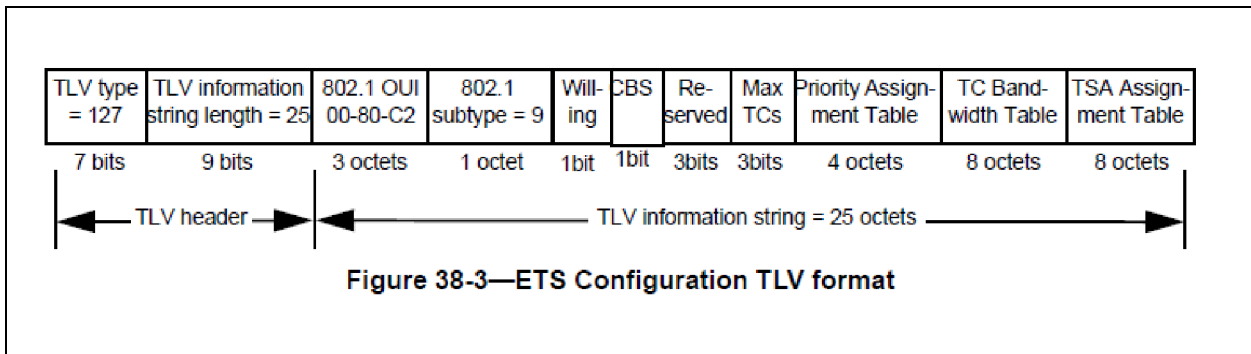 TLV type = 127
TLV information string length = 25
802.1 OUI 00-80-C2
802.1 subtype = 9
Will-ing
CBS
Re-served
Max TCs
Priority Assign-ment Table
TC Band-width Table
TSA Assign-ment Table
7 bits 9 bits 3 octets 1 octet 1bit 1bit 3bits 3bits 4 octets 8 octets 8 octets
TLV header TLV information string = 25 octets
Figure 38-3—ETS Configuration TLV format